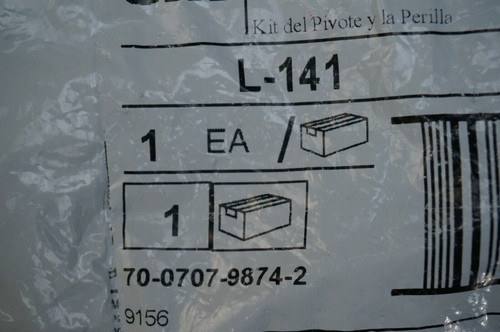 Kit del Pivote y la Perilla
L-141
1 EA /
1
70-0707-9874-2
9156